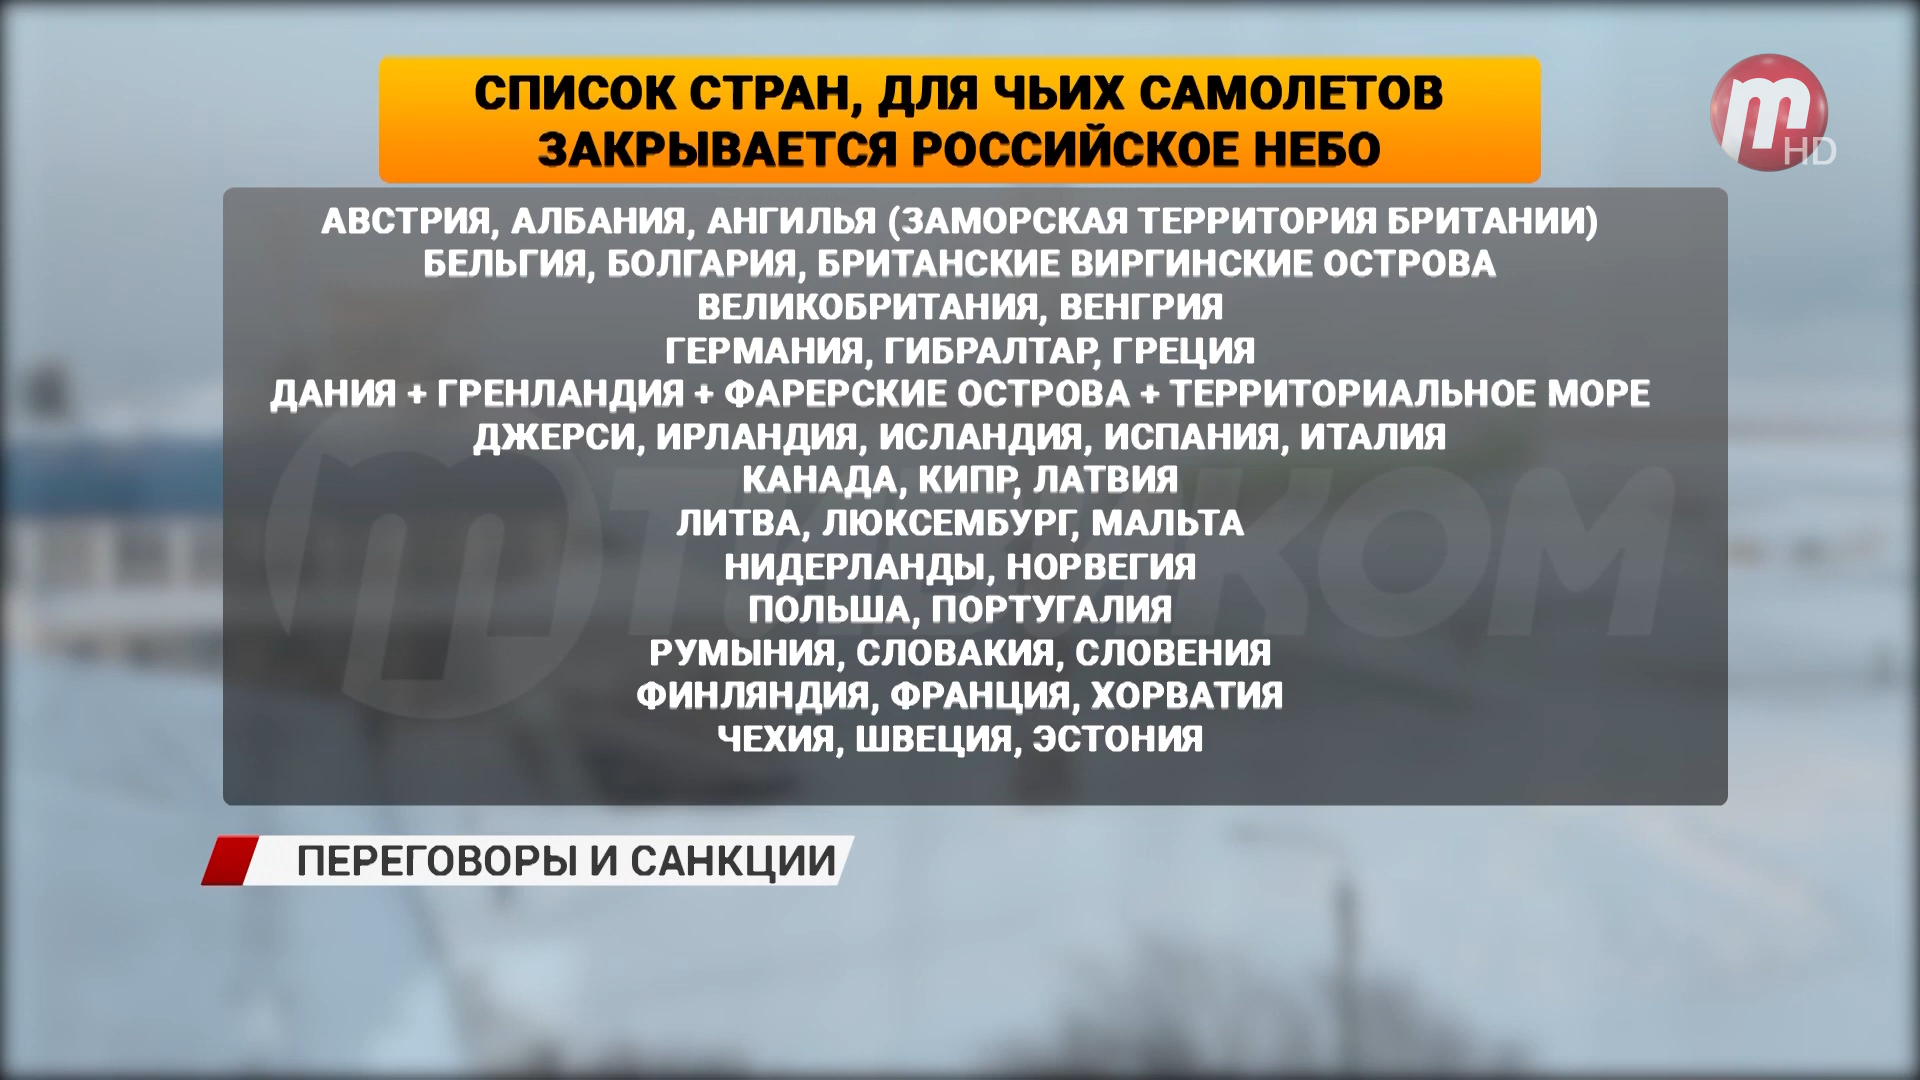 СПИСОК СТРАН, ДЛЯ ЧЬИХ САМОЛЕТОВ
ЗАКРЫВАЕТСЯ РОССИЙСКОЕ НЕБО
m HD
АВСТРИЯ, АЛБАНИЯ, АНГИЛЬЯ (ЗАМОРСКАЯ ТЕРРИТОРИЯ БРИТАНИИ)
БЕЛЬГИЯ, БОЛГАРИЯ, БРИТАНСКИЕ ВИРГИНСКИЕ ОСТРОВА
ВЕЛИКОБРИТАНИЯ, ВЕНГРИЯ
ГЕРМАНИЯ, ГИБРАЛТАР, ГРЕЦИЯ
ДАНИЯ + ГРЕНЛАНДИЯ + ФАРЕРСКИЕ ОСТРОВА + ТЕРРИТОРИАЛЬНОЕ МОРЕ
ДЖЕРСИ, ИРЛАНДИЯ, ИСЛАНДИЯ, ИСПАНИЯ, ИТАЛИЯ
КАНАДА, КИПР, ЛАТВИЯ
ЛИТВА, ЛЮКСЕМБУРГ, МАЛЬТА
НИДЕРЛАНДЫ, НОРВЕГИЯ
ПОЛЬША, ПОРТУГАЛИЯ
РУМЫНИЯ, СЛОВАКИЯ, СЛОВЕНИЯ
ФИНЛЯНДИЯ, ФРАНЦИЯ, ХОРВАТИЯ
ЧЕХИЯ, ШВЕЦИЯ, ЭСТОНИЯ
ПЕРЕГОВОРЫ И САНКЦИИ